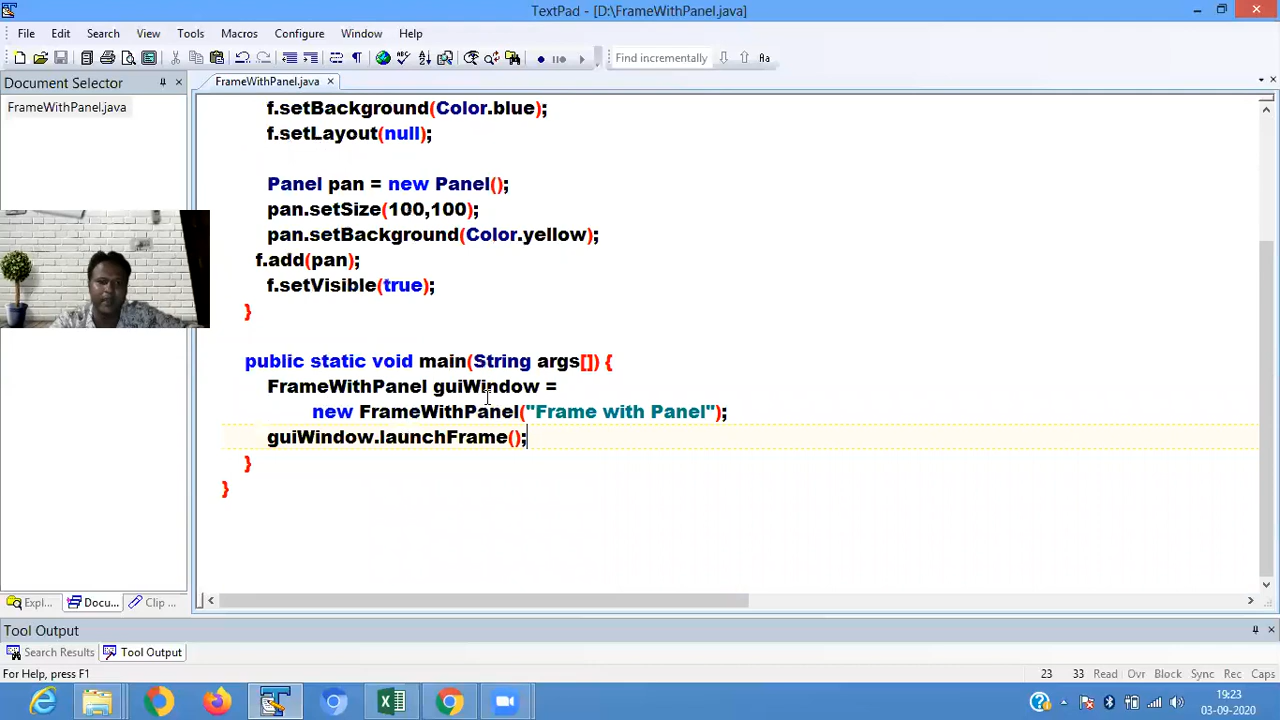 TextPad - [D:\FrameWithPanel.java]
File Edit Search View Tools Macros Configure Window Help
Find incrementally
Document Selector
FrameWithPanel.java
FrameWithPanel.java
f.setBackground(Color.blue);
f.setLayout(null);
Panel pan = new Panel();
pan.setSize(100,100);
pan.setBackground(Color.yellow);
f.add(pan);
f.setVisible(true);
}
public static void main(String args[]) {
FrameWithPanel guiWindow =
new FrameWithPanel("Frame with Panel");
guiWindow.launchFrame();
}
}
Expl... Docu... Clip ...
Tool Output
Search Results Tool Output
For Help, press F1
23 33 Read Ovr Block Sync Rec Caps
19:23
03-09-2020